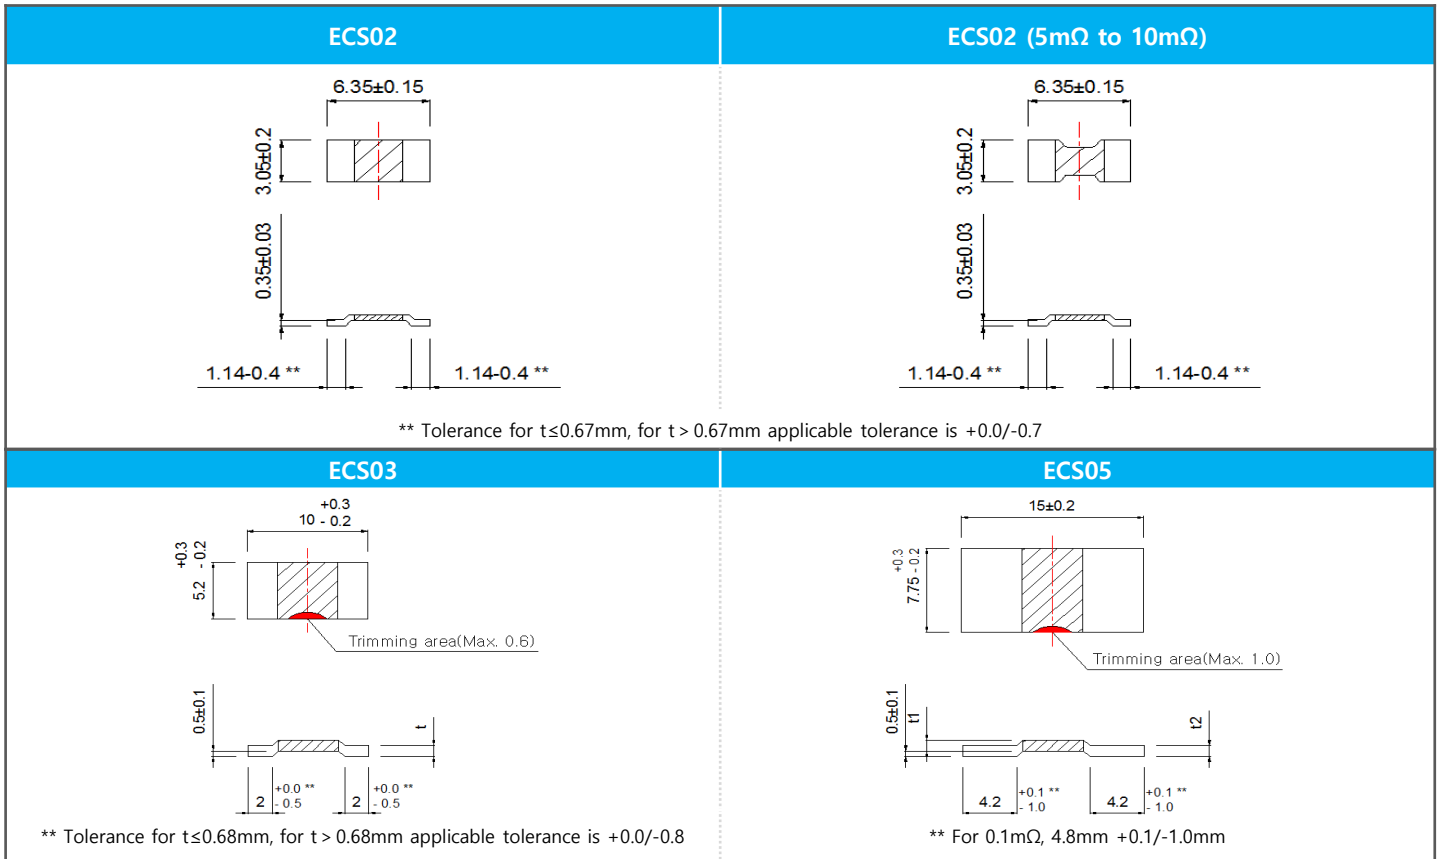 ECS02
ECS02 (5mΩ to 10mΩ)
6.35±0.15
3.05±0.2
0.35±0.03
1.14-0.4 **
1.14-0.4 **
6.35±0.15
3.05±0.2
0.35±0.03
1.14-0.4 **
1.14-0.4 **
** Tolerance for t≤0.67mm, for t > 0.67mm applicable tolerance is +0.0/-0.7
ECS03
ECS05
+0.3
10 - 0.2
+0.3
5.2 - 0.2
Trimming area(Max. 0.6)
0.5±0.1
t
2 +0.0 **
- 0.5
2 +0.0 **
- 0.5
** Tolerance for t≤0.68mm, for t > 0.68mm applicable tolerance is +0.0/-0.8
15±0.2
+0.3
7.75 - 0.2
Trimming area(Max. 1.0)
0.5±0.1
t1
t2
4.2 +0.1 **
- 1.0
4.2 +0.1 **
- 1.0
** For 0.1mΩ, 4.8mm +0.1/-1.0mm